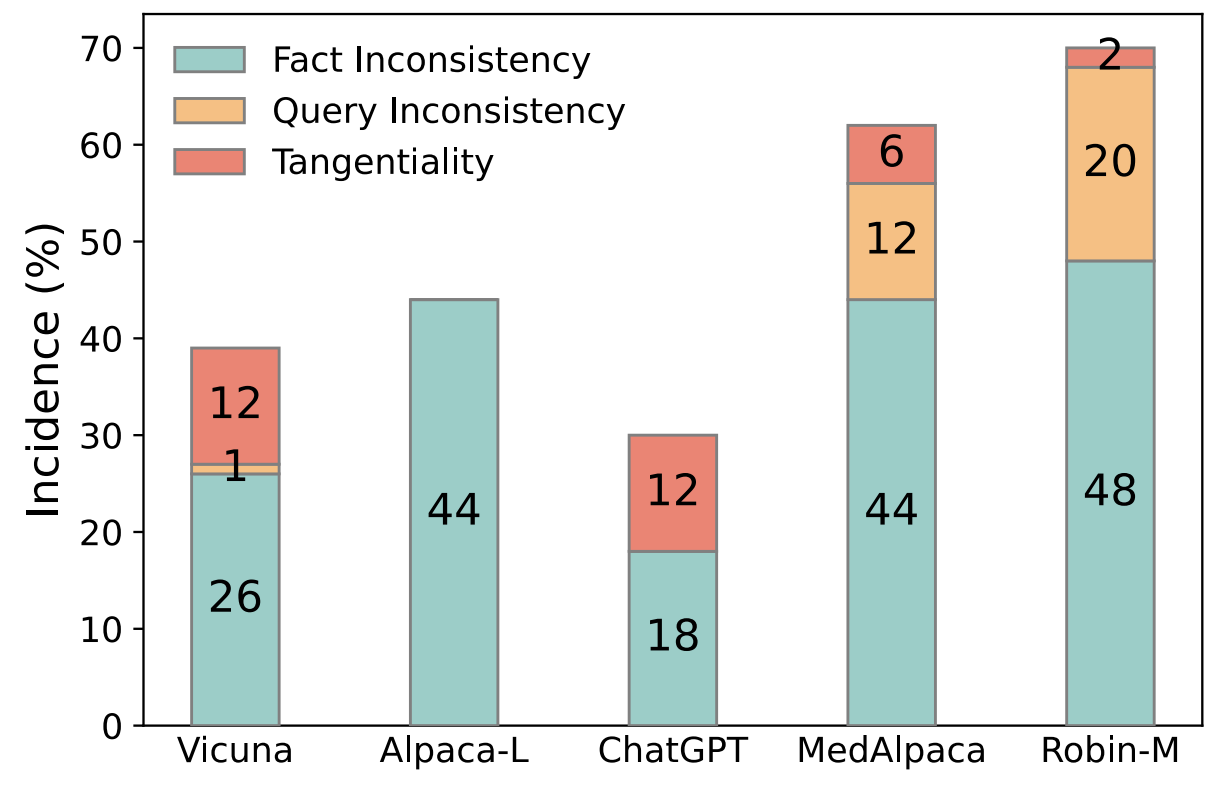 Incidence (%)
70
60
50
40
30
20
10
0
Fact Inconsistency
Query Inconsistency
Tangentiality
12
1
26
44
12
18
6
12
44
2
20
48
Vicuna
Alpaca-L
ChatGPT
MedAlpaca
Robin-M